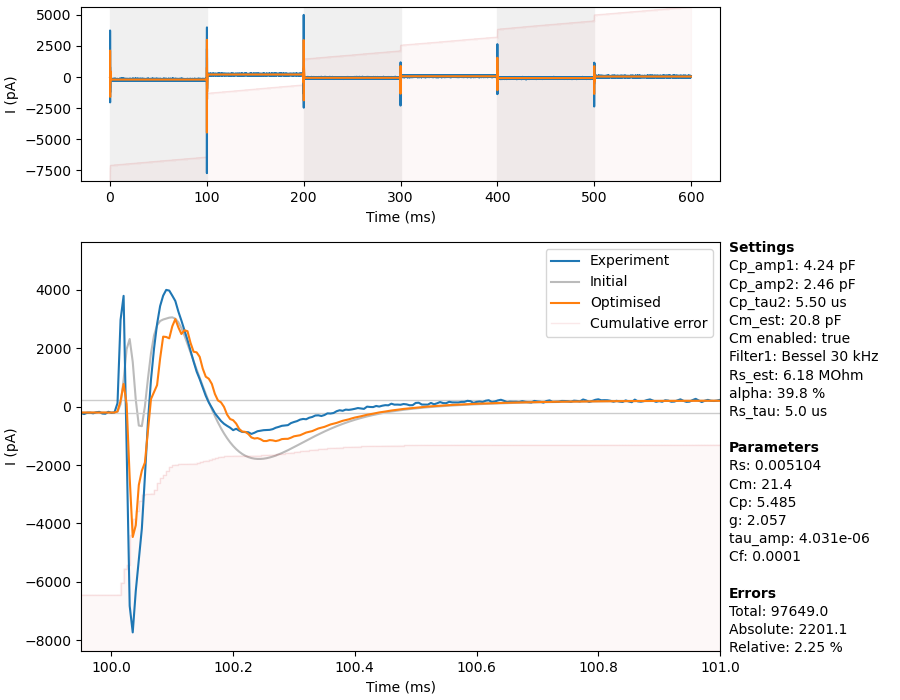 5000
2500
0
−2500
−5000
−7500
I (pA)
0 100 200 300 400 500 600
Time (ms)
4000
2000
0
−2000
−4000
−6000
−8000
I (pA)
100.0 100.2 100.4 100.6 100.8 101.0
Time (ms)
Experiment
Initial
Optimised
Cumulative error
Settings
Cp_amp1: 4.24 pF
Cp_amp2: 2.46 pF
Cp_tau2: 5.50 us
Cm_est: 20.8 pF
Cm enabled: true
Filter1: Bessel 30 kHz
Rs_est: 6.18 MOhm
alpha: 39.8 %
Rs_tau: 5.0 us
Parameters
Rs: 0.005104
Cm: 21.4
Cp: 5.485
g: 2.057
tau_amp: 4.031e-06
Cf: 0.0001
Errors
Total: 97649.0
Absolute: 2201.1
Relative: 2.25 %